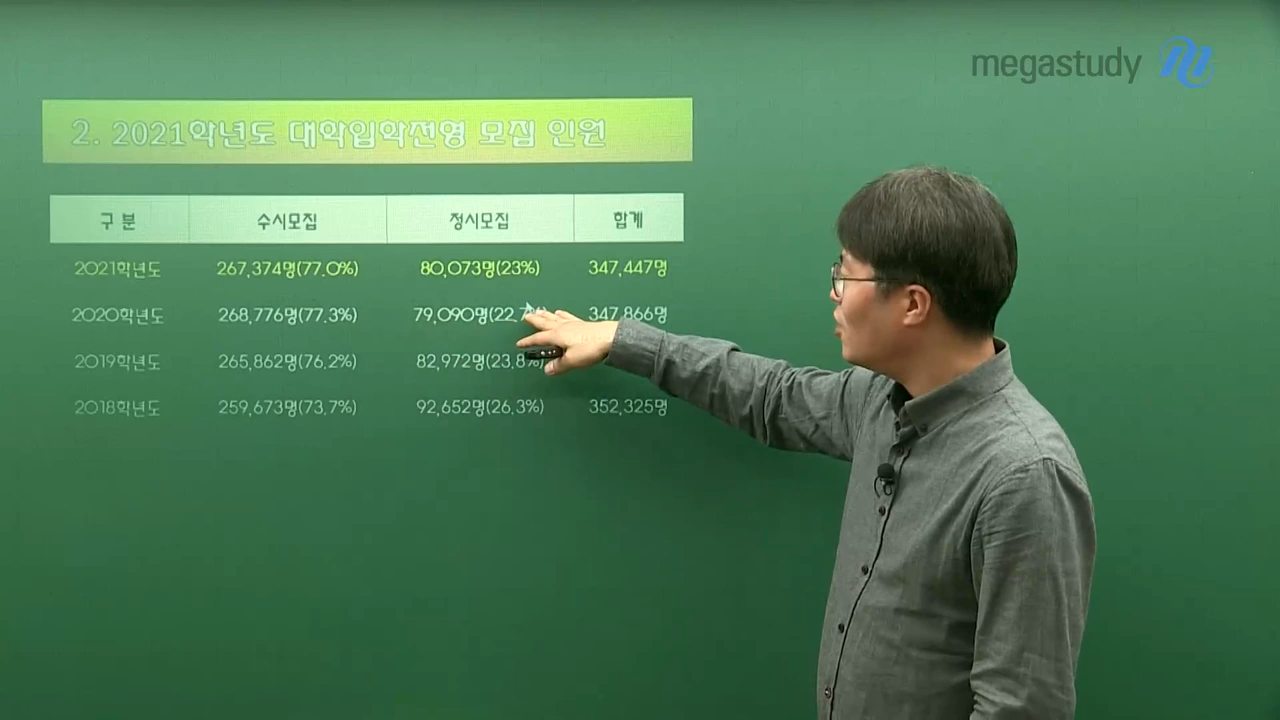 megastudy
2. 2021학년도 대학입학전형 모집 인원
구 분 수시모집 정시모집 합계
2021학년도 267,374명(77.0%) 80,073명(23%) 347,447명
2020학년도 268,776명(77.3%) 347,866명
2019학년도 265,862명(76.2%) 82,972명(23.8%)
2018학년도 259,673명(73.7%) 92,652명(26.3%) 352,325명